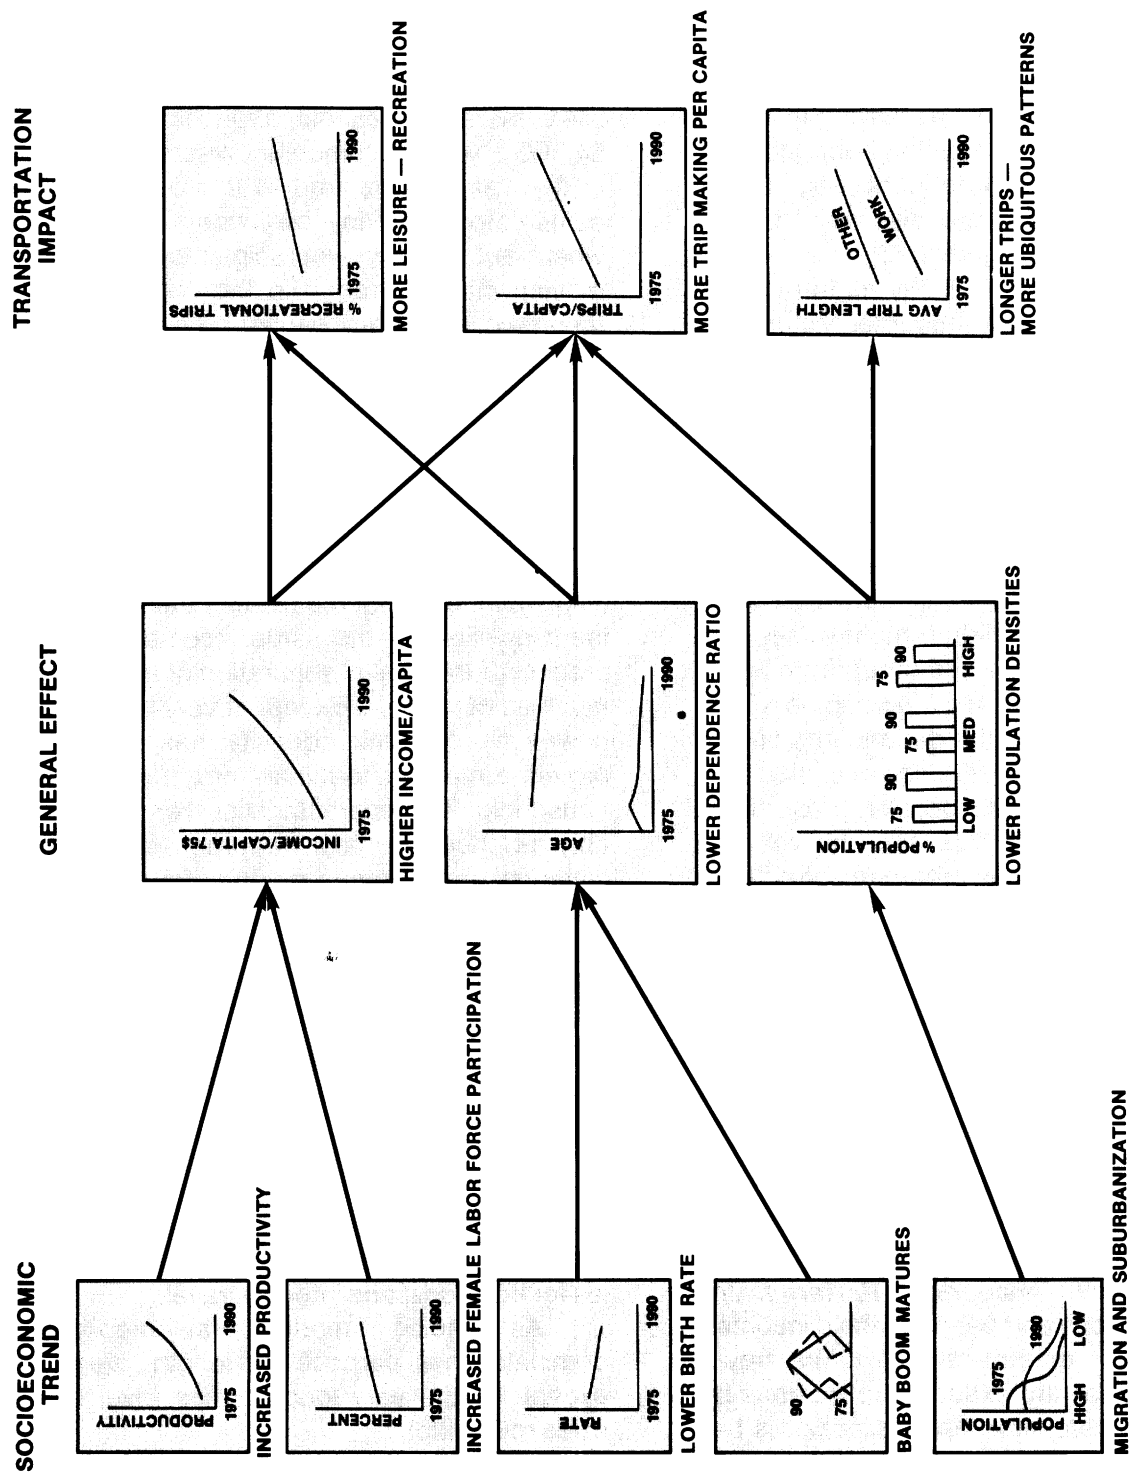 SOCIOECONOMIC
TREND
GENERAL EFFECT
TRANSPORTATION
IMPACT
PRODUCTIVITY
1975
1990
INCREASED PRODUCTIVITY
PERCENT
1975
1990
INCREASED FEMALE LABOR FORCE PARTICIPATION
RATE
1975
1990
LOWER BIRTH RATE
90
75
BABY BOOM MATURES
POPULATION
1975
1990
HIGH
LOW
MIGRATION AND SUBURBANIZATION
INCOME/CAPITA 75$
1975
1990
HIGHER INCOME/CAPITA
AGE
1975
1990
LOWER DEPENDENCE RATIO
% POPULATION
75
90
75
90
75
90
LOW
MED
HIGH
LOWER POPULATION DENSITIES
% RECREATIONAL TRIPS
1975
1990
MORE LEISURE — RECREATION
TRIPS/CAPITA
1975
1990
MORE TRIP MAKING PER CAPITA
AVG TRIP LENGTH
OTHER
WORK
1975
1990
LONGER TRIPS —
MORE UBIQUITOUS PATTERNS